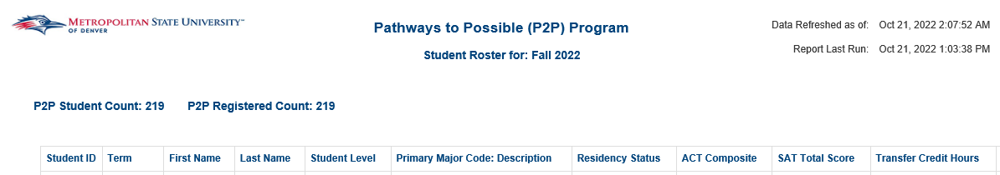 METROPOLITAN STATE UNIVERSITY™
OF DENVER
Pathways to Possible (P2P) Program
Student Roster for: Fall 2022
Data Refreshed as of: Oct 21, 2022 2:07:52 AM
Report Last Run: Oct 21, 2022 1:03:38 PM
P2P Student Count: 219 P2P Registered Count: 219
Student ID Term First Name Last Name Student Level Primary Major Code: Description Residency Status ACT Composite SAT Total Score Transfer Credit Hours